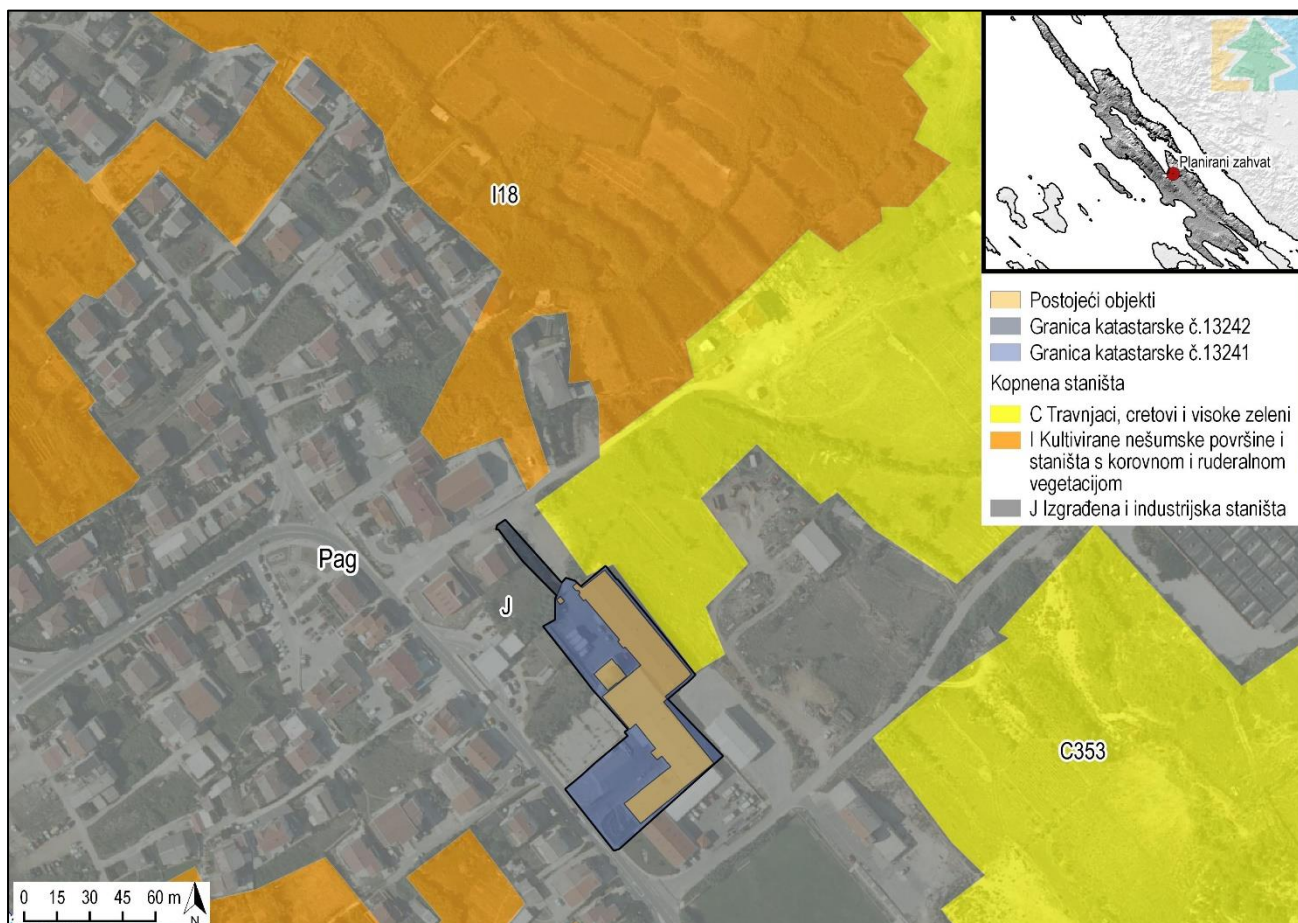 I18
Planirani zahvat
Postojeći objekti
Granica katastarske č.13242
Granica katastarske č.13241
Kopnena staništa
C Travnjaci, cretovi i visoke zeleni
I Kultivirane nešumske površine i
staništa s korovnom i ruderalnom
vegetacijom
J Izgrađena i industrijska staništa
Pag
J
C353
0 15 30 45 60 m
N